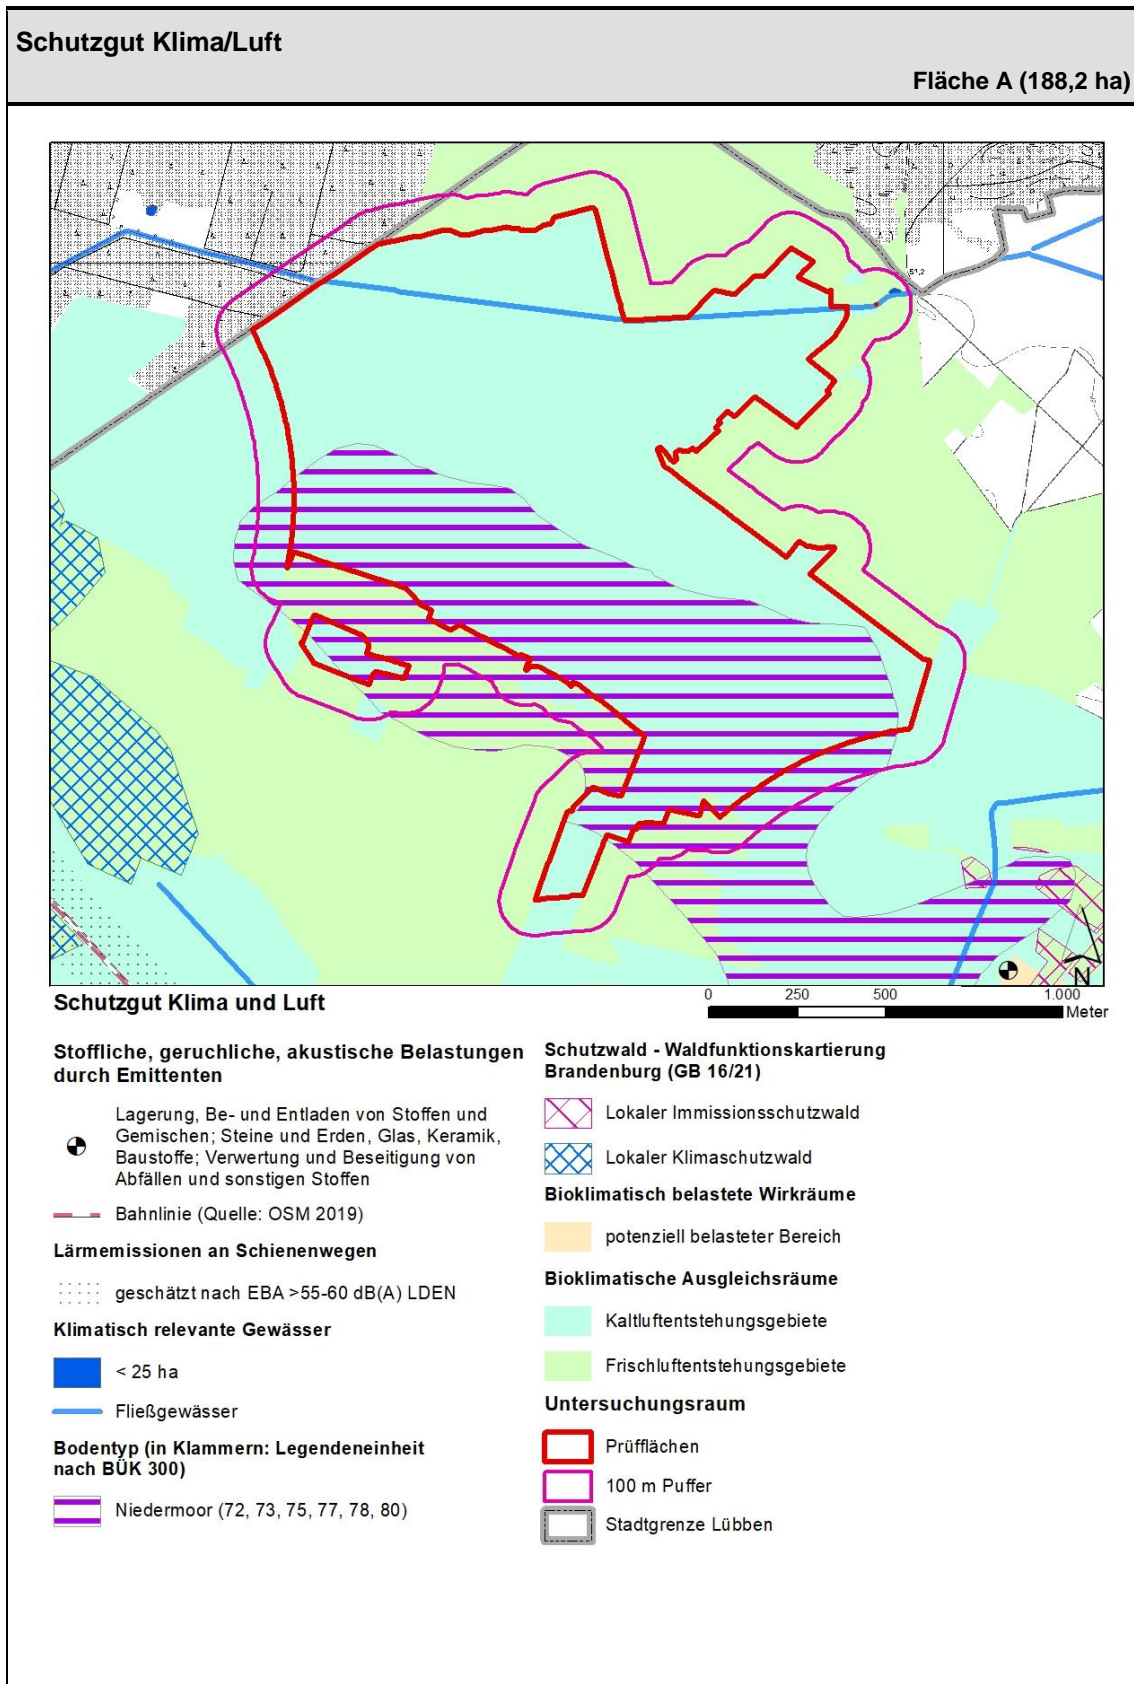 Schutzgut Klima/Luft
Fläche A (188,2 ha)
51,2
N
0 250 500 1.000
Meter
Schutzgut Klima und Luft
Stoffliche, geruchliche, akustische Belastungen
durch Emittenten
Lagerung, Be- und Entladen von Stoffen und
Gemischen; Steine und Erden, Glas, Keramik,
Baustoffe; Verwertung und Beseitigung von
Abfällen und sonstigen Stoffen
Bahnlinie (Quelle: OSM 2019)
Lärmemissionen an Schienenwegen
geschätzt nach EBA >55-60 dB(A) LDEN
Klimatisch relevante Gewässer
< 25 ha
Fließgewässer
Bodentyp (in Klammern: Legendeneinheit
nach BÜK 300)
Niedermoor (72, 73, 75, 77, 78, 80)
Schutzwald - Waldfunktionskartierung
Brandenburg (GB 16/21)
Lokaler Immissionsschutzwald
Lokaler Klimaschutzwald
Bioklimatisch belastete Wirkräume
potenziell belasteter Bereich
Bioklimatische Ausgleichsräume
Kaltluftentstehungsgebiete
Frischluftentstehungsgebiete
Untersuchungsraum
Prüfflächen
100 m Puffer
Stadtgrenze Lübben